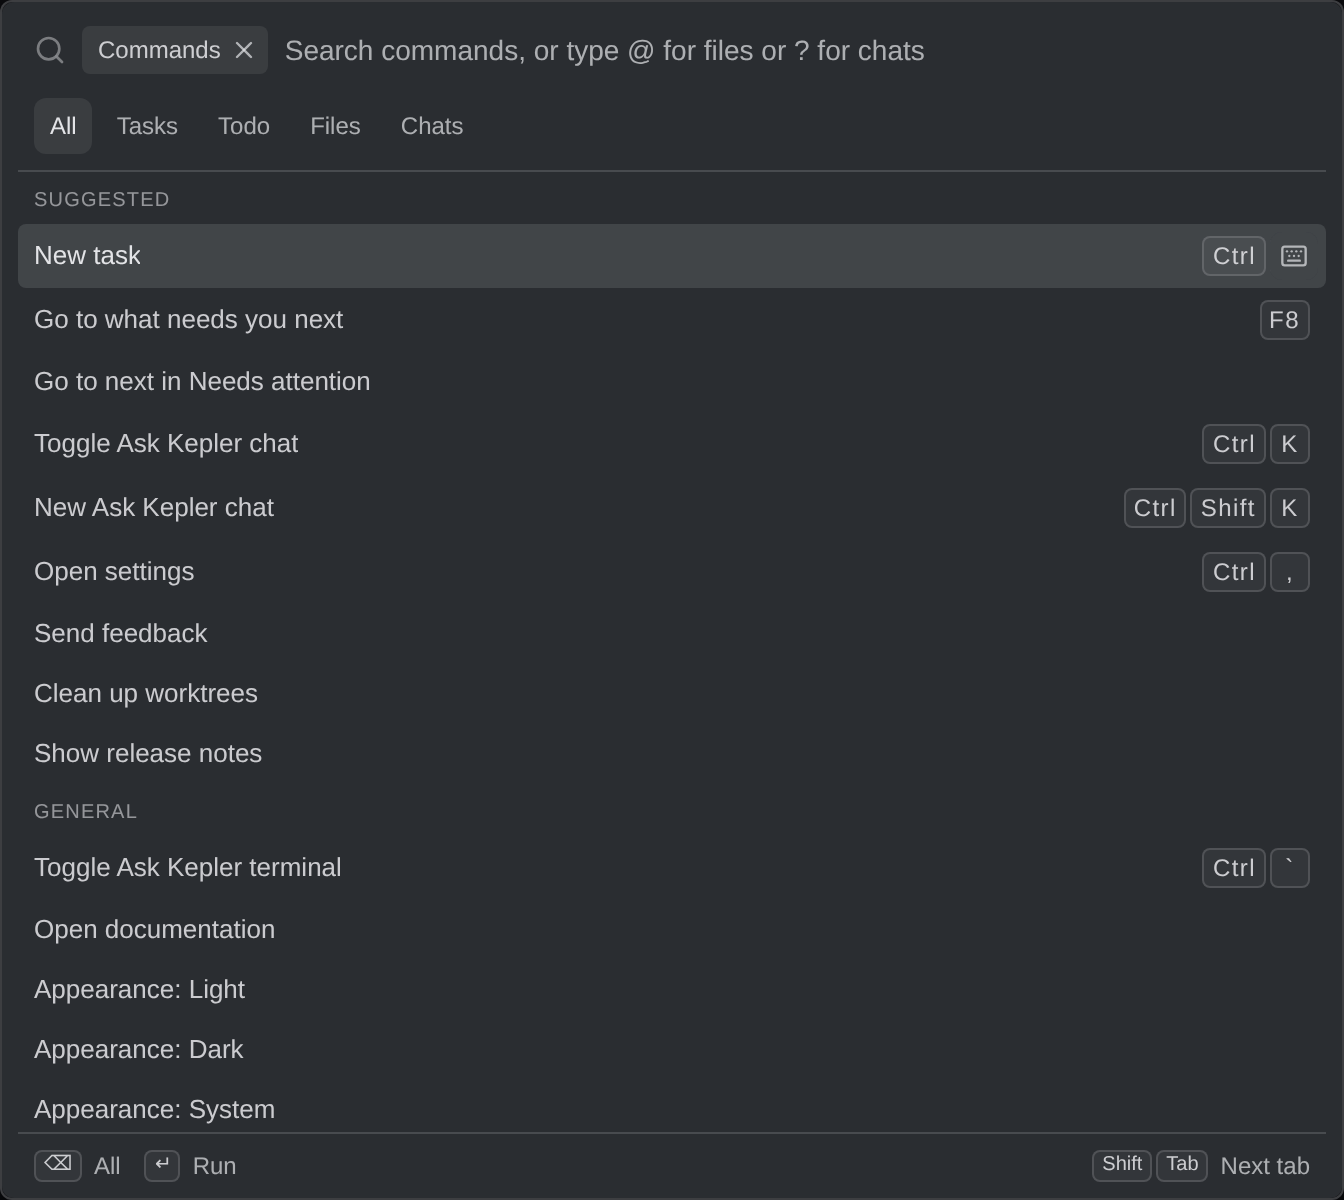 Commands Search commands, or type @ for files or ? for chats
All Tasks Todo Files Chats
SUGGESTED
New task Ctrl
Go to what needs you next F8
Go to next in Needs attention
Toggle Ask Kepler chat Ctrl K
New Ask Kepler chat Ctrl Shift K
Open settings Ctrl ,
Send feedback
Clean up worktrees
Show release notes
GENERAL
Toggle Ask Kepler terminal Ctrl `
Open documentation
Appearance: Light
Appearance: Dark
Appearance: System
⌫ All ↵ Run Shift Tab Next tab